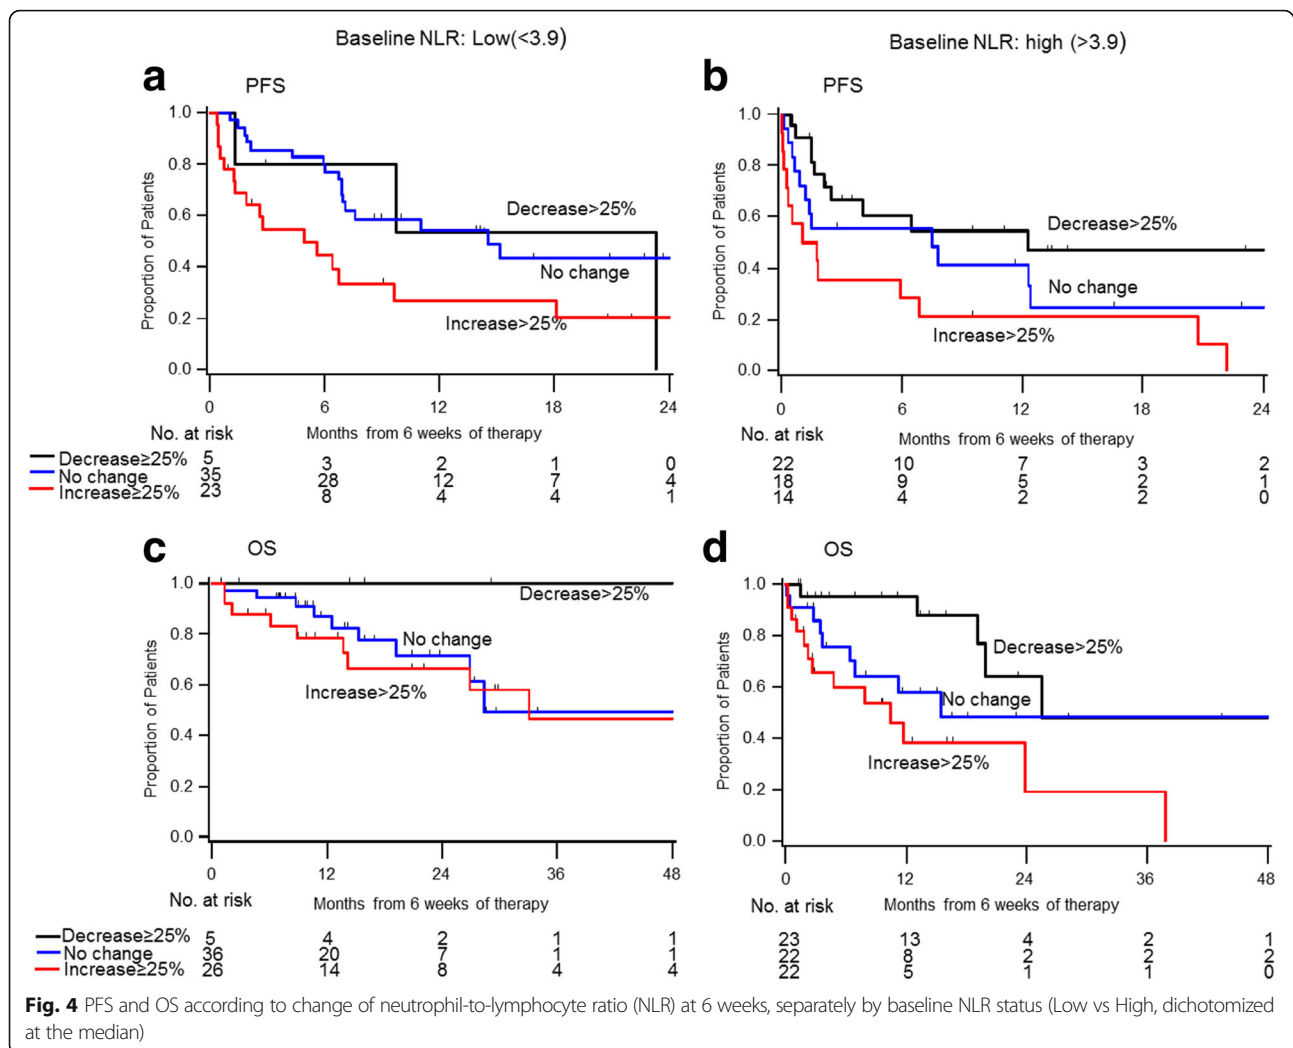 Baseline NLR: Low(<3.9)
Baseline NLR: high (>3.9)
a
PFS
Proportion of Patients
1.0
0.8
0.6
0.4
0.2
0.0
Decrease>25%
No change
Increase>25%
0 6 12 18 24
No. at risk
Months from 6 weeks of therapy
Decrease≥25% 5 3 2 1 0
No change 35 28 12 7 4
Increase≥25% 23 8 4 4 1
b
PFS
Proportion of Patients
1.0
0.8
0.6
0.4
0.2
0.0
Decrease>25%
No change
Increase>25%
0 6 12 18 24
No. at risk
Months from 6 weeks of therapy
22 10 7 3 2
18 9 5 2 1
14 4 2 2 0
c
OS
Proportion of Patients
1.0
0.8
0.6
0.4
0.2
0.0
Decrease>25%
No change
Increase>25%
0 12 24 36 48
No. at risk
Months from 6 weeks of therapy
Decrease≥25% 5 4 2 1 1
No change 36 20 7 1 1
Increase≥25% 26 14 8 4 4
d
OS
Proportion of Patients
1.0
0.8
0.6
0.4
0.2
0.0
Decrease>25%
No change
Increase>25%
0 12 24 36 48
No. at risk
Months from 6 weeks of therapy
23 13 4 2 1
22 8 2 2 2
22 5 1 1 0
Fig. 4 PFS and OS according to change of neutrophil-to-lymphocyte ratio (NLR) at 6 weeks, separately by baseline NLR status (Low vs High, dichotomized
at the median)